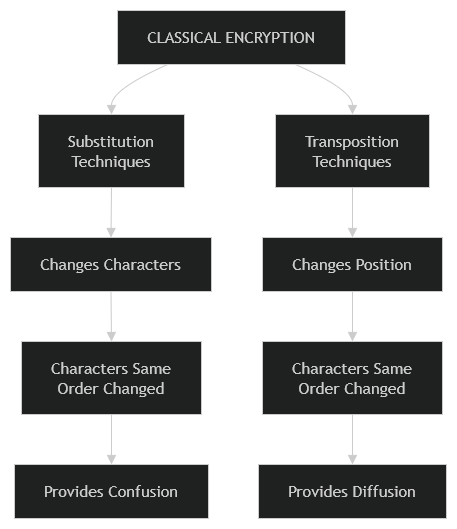 CLASSICAL ENCRYPTION
Substitution
Techniques
Transposition
Techniques
Changes Characters
Changes Position
Characters Same
Order Changed
Characters Same
Order Changed
Provides Confusion
Provides Diffusion